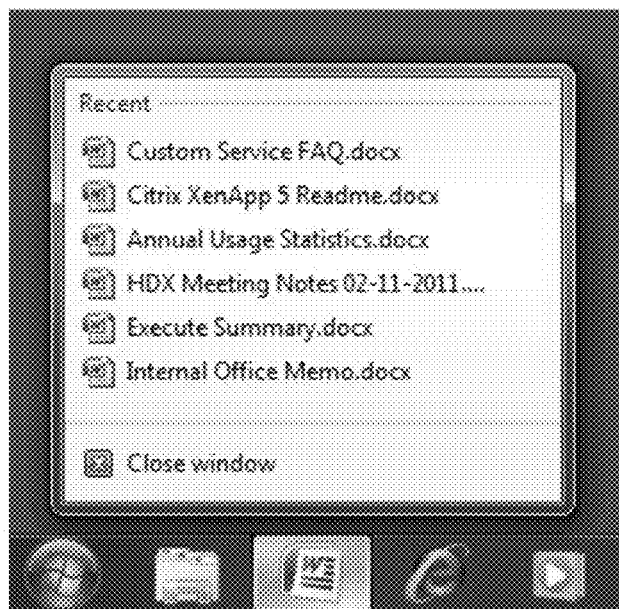 Recent
Custom Service FAQ.docx
Citrix XenApp 5 Readme.docx
Annual Usage Statistics.docx
HDX Meeting Notes 02-11-2011....
Execute Summary.docx
Internal Office Memo.docx
Close window